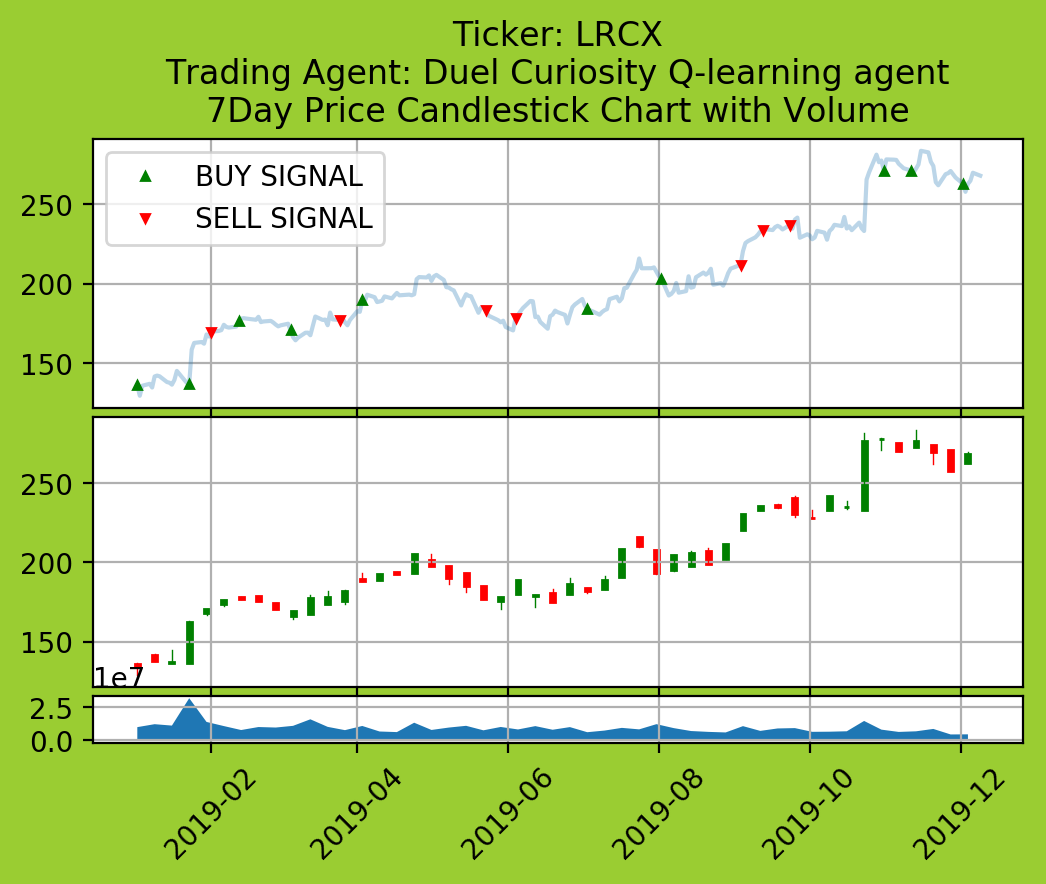 Ticker: LRCX
Trading Agent: Duel Curiosity Q-learning agent
7Day Price Candlestick Chart with Volume
BUY SIGNAL
SELL SIGNAL
250
200
150
250
200
150
1e7
2.5
0.0
2019-02
2019-04
2019-06
2019-08
2019-10
2019-12